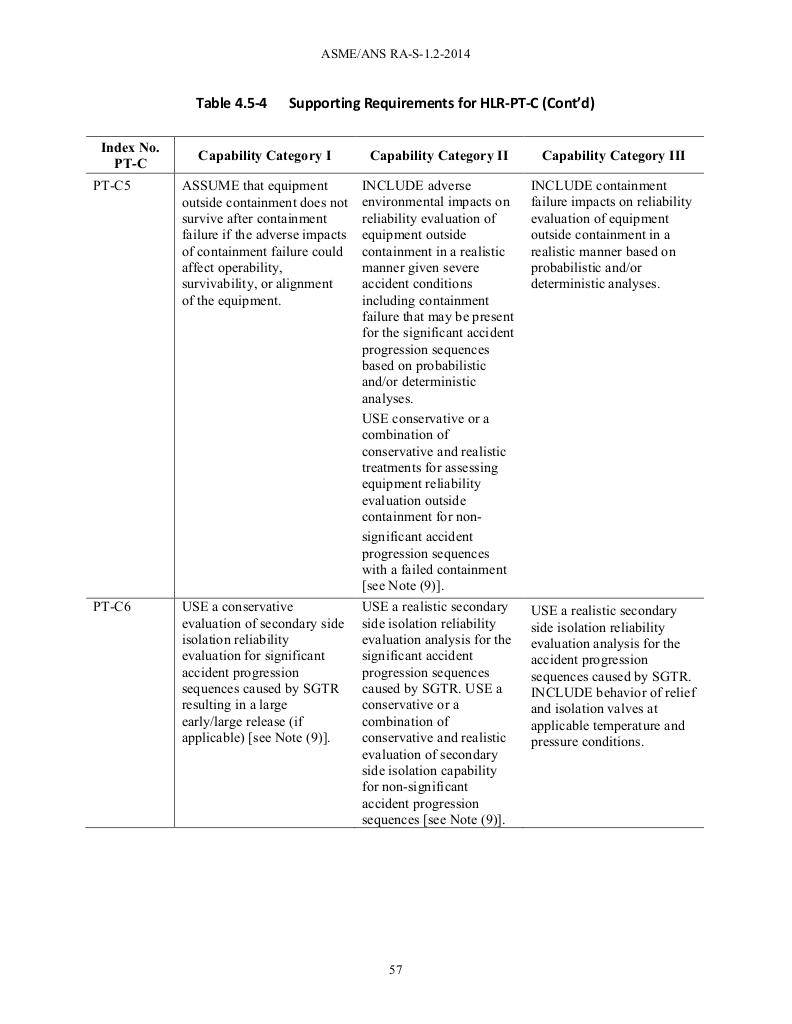 ASME/ANS RA-S-1.2-2014
Table 4.5-4 Supporting Requirements for HLR-PT-C (Cont’d)
Index No.
PT-C
Capability Category I
Capability Category II
Capability Category III
PT-C5
ASSUME that equipment
outside containment does not
survive after containment
failure if the adverse impacts
of containment failure could
affect operability,
survivability, or alignment
of the equipment.
INCLUDE adverse
environmental impacts on
reliability evaluation of
equipment outside
containment in a realistic
manner given severe
accident conditions
including containment
failure that may be present
for the significant accident
progression sequences
based on probabilistic
and/or deterministic
analyses.
USE conservative or a
combination of
conservative and realistic
treatments for assessing
equipment reliability
evaluation outside
containment for non-
significant accident
progression sequences
with a failed containment
[see Note (9)].
INCLUDE containment
failure impacts on reliability
evaluation of equipment
outside containment in a
realistic manner based on
probabilistic and/or
deterministic analyses.
PT-C6
USE a conservative
evaluation of secondary side
isolation reliability
evaluation for significant
accident progression
sequences caused by SGTR
resulting in a large
early/large release (if
applicable) [see Note (9)].
USE a realistic secondary
side isolation reliability
evaluation analysis for the
significant accident
progression sequences
caused by SGTR. USE a
conservative or a
combination of
conservative and realistic
evaluation of secondary
side isolation capability
for non-significant
accident progression
sequences [see Note (9)].
USE a realistic secondary
side isolation reliability
evaluation analysis for the
accident progression
sequences caused by SGTR.
INCLUDE behavior of relief
and isolation valves at
applicable temperature and
pressure conditions.
57